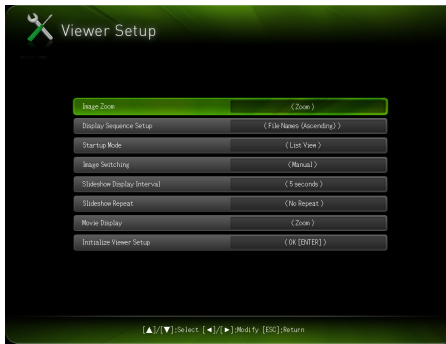 Viewer Setup
Image Zoom (Zoom)
Display Sequence Setup (File Names (Ascending))
Startup Mode (List View)
Image Switching (Manual)
Slideshow Display Interval (5 seconds)
Slideshow Repeat (No Repeat)
Movie Display (Zoom)
Initialize Viewer Setup (OK [ENTER])
[▲]/[▼]:Select [◄]/[►]:Modify [ESC]:Return